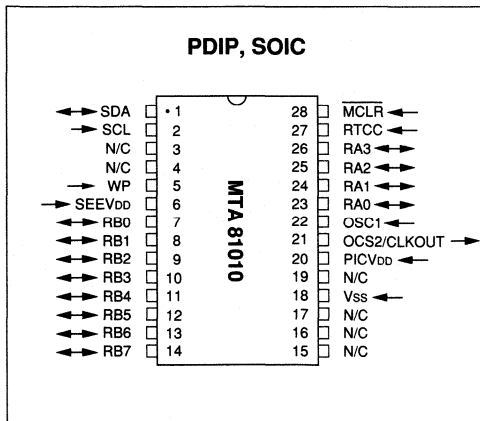 PDIP, SOIC
SDA • 1 28 MCLR
SCL 2 27 RTCC
N/C 3 26 RA3
N/C 4 25 RA2
WP 5 24 RA1
SEEVDD 6 23 RA0
RB0 7 22 OSC1
RB1 8 21 OCS2/CLKOUT
RB2 9 20 PICVDD
RB3 10 19 N/C
RB4 11 18 VSS
RB5 12 17 N/C
RB6 13 16 N/C
RB7 14 15 N/C
MTA 81010